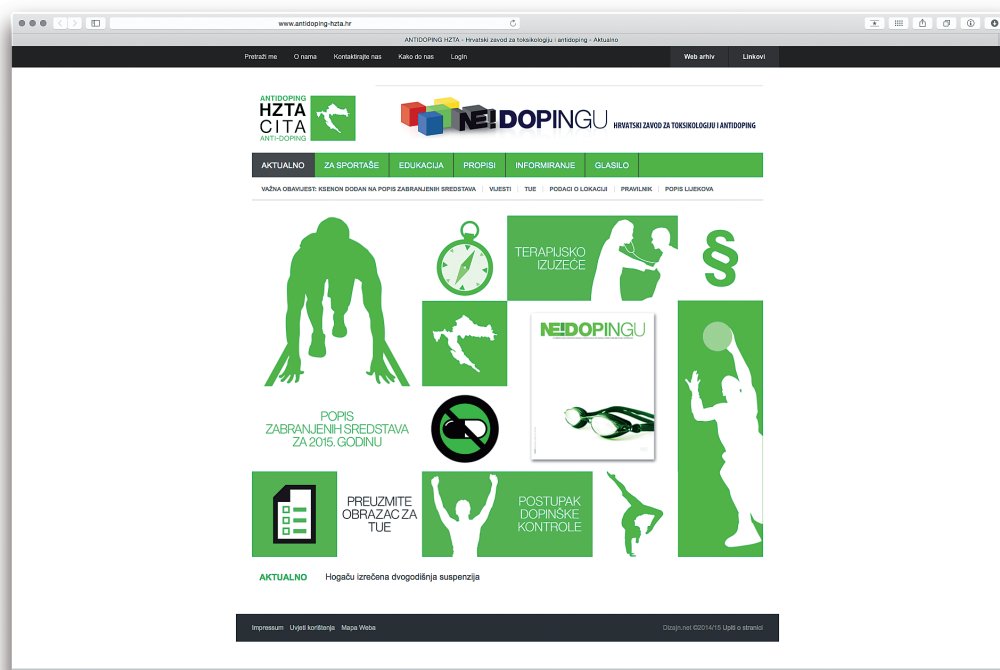 www.antidoping-hzta.hr
ANTIDOPING HZTA - Hrvatski zavod za toksikologiju i antidoping - Aktualno
Pretraži me O nama Kontaktirajte nas Kako do nas Login Web arhiv Linkovi
ANTIDOPING
HZTA
CITA
ANTI-DOPING
NE!DOPINGU HRVATSKI ZAVOD ZA TOKSIKOLOGIJU I ANTIDOPING
AKTUALNO ZA SPORTAŠE EDUKACIJA PROPISI INFORMIRANJE GLASILO
VAŽNA OBAVIJEST: KSENON DODAN NA POPIS ZABRANJENIH SREDSTAVA VIJESTI TUE PODACI O LOKACIJI PRAVILNIK POPIS LIJEKOVA
TERAPIJSKO
IZUZEĆE
§
NE!DOPINGU
POPIS
ZABRANJENIH SREDSTAVA
ZA 2015. GODINU
PREUZMITE
OBRAZAC ZA
TUE
POSTUPAK
DOPINŠKE
KONTROLE
AKTUALNO Hogaču izrečena dvogodišnja suspenzija
Impressum Uvjeti korištenja Mapa Weba Dizajn.net ©2014/15 Upiti o stranici